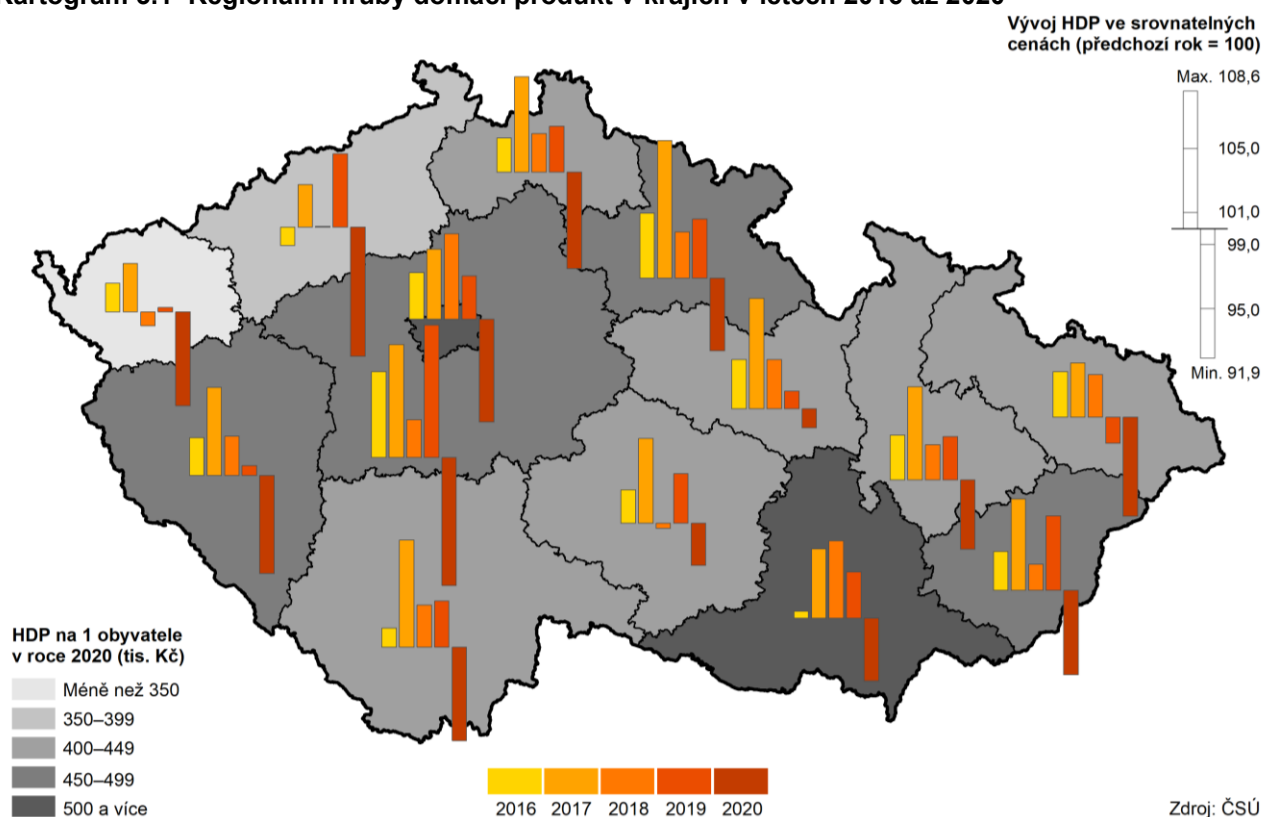 Vývoj HDP ve srovnatelných
cenách (předchozí rok = 100)
Max. 108,6
105,0
101,0
99,0
95,0
Min. 91,9
HDP na 1 obyvatele
v roce 2020 (tis. Kč)
Méně než 350
350–399
400–449
450–499
500 a více
2016 2017 2018 2019 2020
Zdroj: ČSÚ